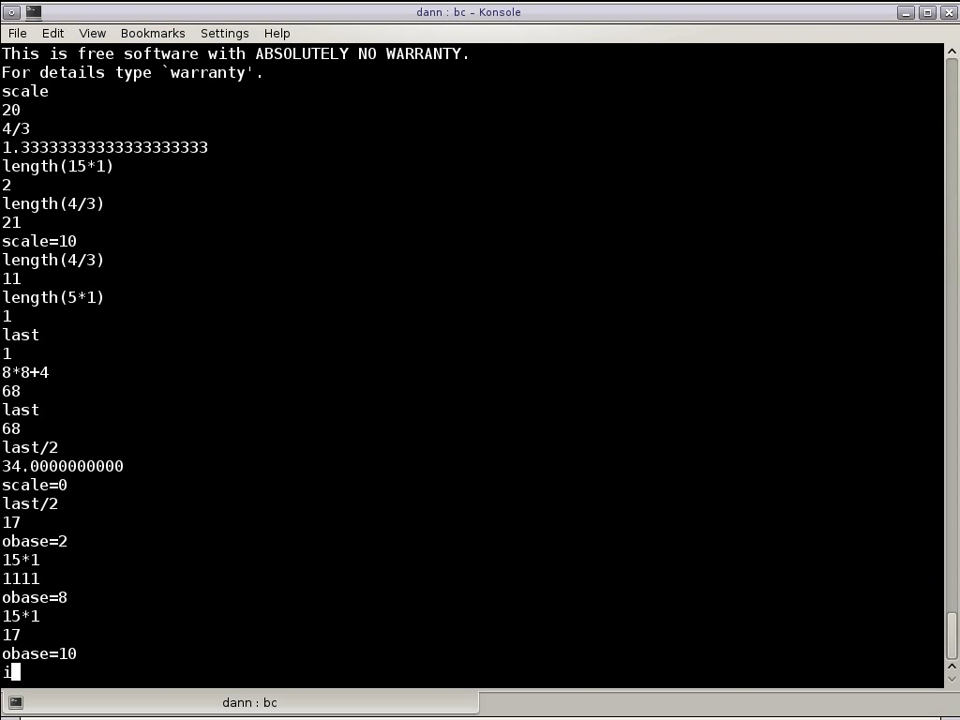 dann : bc – Konsole
File Edit View Bookmarks Settings Help
This is free software with ABSOLUTELY NO WARRANTY.
For details type `warranty'.
scale
20
4/3
1.33333333333333333333
length(15*1)
2
length(4/3)
21
scale=10
length(4/3)
11
length(5*1)
1
last
1
8*8+4
68
last
68
last/2
34.0000000000
scale=0
last/2
17
obase=2
15*1
1111
obase=8
15*1
17
obase=10
i
dann : bc